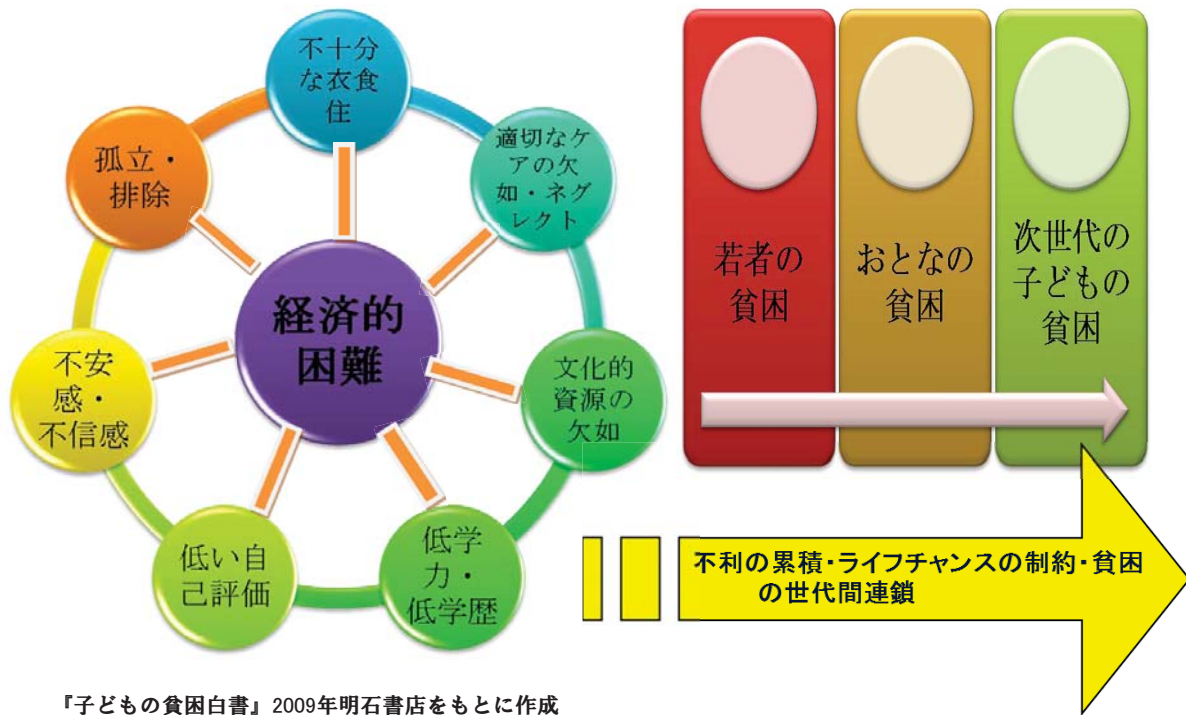 不十分
な衣食
住
適切なケ
アの欠
如・ネグ
レクト
文化的
資源の
欠如
低学
力・
低学歴
低い自
己評価
不安
感・
不信感
孤立・
排除
経済的
困難
若者の
貧困
おとなの
貧困
次世代の
子どもの
貧困
不利の累積・ライフチャンスの制約・貧困
の世代間連鎖
『子どもの貧困白書』2009年明石書店をもとに作成